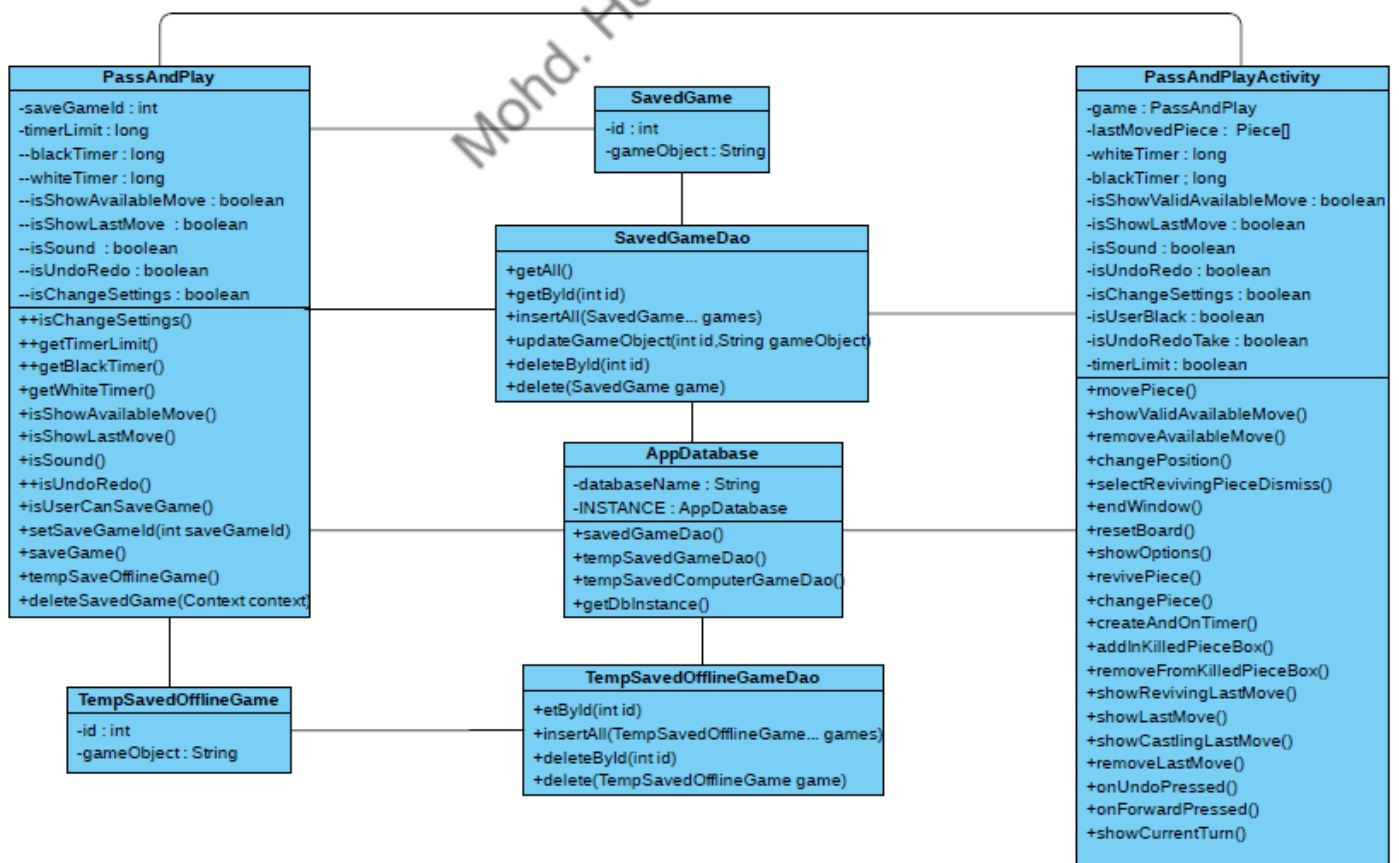 Mohd.
PassAndPlay
-saveGameId : int
-timerLimit : long
--blackTimer : long
--whiteTimer : long
--isShowAvailableMove : boolean
--isShowLastMove : boolean
--isSound : boolean
--isUndoRedo : boolean
--isChangeSettings : boolean
++isChangeSettings()
++getTimerLimit()
++getBlackTimer()
+getWhiteTimer()
+isShowAvailableMove()
+isShowLastMove()
+isSound()
++isUndoRedo()
+isUserCanSaveGame()
+setSaveGameId(int saveGameId)
+saveGame()
+tempSaveOfflineGame()
+deleteSavedGame(Context context)
SavedGame
-id : int
-gameObject : String
SavedGameDao
+getAll()
+getById(int id)
+insertAll(SavedGame... games)
+updateGameObject(int id,String gameObject)
+deleteById(int id)
+delete(SavedGame game)
AppDatabase
-databaseName : String
-INSTANCE : AppDatabase
+savedGameDao()
+tempSavedGameDao()
+tempSavedComputerGameDao()
+getDbInstance()
TempSavedOfflineGame
-id : int
-gameObject : String
TempSavedOfflineGameDao
+etById(int id)
+insertAll(TempSavedOfflineGame... games)
+deleteById(int id)
+delete(TempSavedOfflineGame game)
PassAndPlayActivity
-game : PassAndPlay
-lastMovedPiece : Piece[]
-whiteTimer : long
-blackTimer ; long
-isShowValidAvailableMove : boolean
-isShowLastMove : boolean
-isSound : boolean
-isUndoRedo : boolean
-isChangeSettings : boolean
-isUserBlack : boolean
-isUndoRedoTake : boolean
-timerLimit : boolean
+movePiece()
+showValidAvailableMove()
+removeAvailableMove()
+changePosition()
+selectRevivingPieceDismiss()
+endWindow()
+resetBoard()
+showOptions()
+revivePiece()
+changePiece()
+createAndOnTimer()
+addInKilledPieceBox()
+removeFromKilledPieceBox()
+showRevivingLastMove()
+showLastMove()
+showCastlingLastMove()
+removeLastMove()
+onUndoPressed()
+onForwardPressed()
+showCurrentTurn()